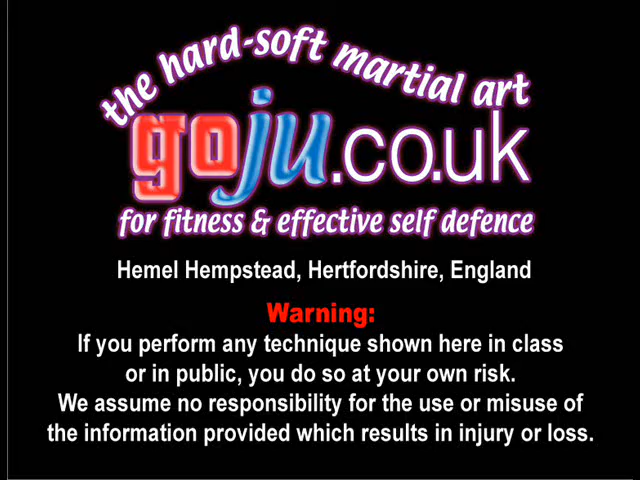 the hard-soft martial art
goju.co.uk
for fitness & effective self defence
Hemel Hempstead, Hertfordshire, England
Warning:
If you perform any technique shown here in class
or in public, you do so at your own risk.
We assume no responsibility for the use or misuse of
the information provided which results in injury or loss.